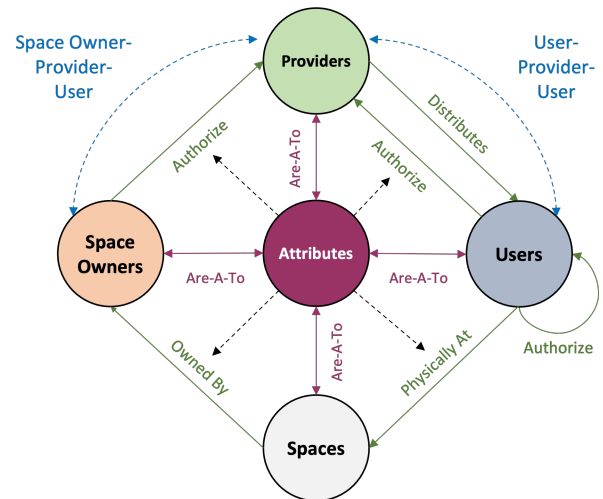 Space Owner-
Provider-
User
User-
Provider-
User
Providers
Distributes
Authorize
Authorize
Are-A-To
Space
Owners
Attributes
Users
Are-A-To
Are-A-To
Are-A-To
Owned By
Physically At
Authorize
Spaces